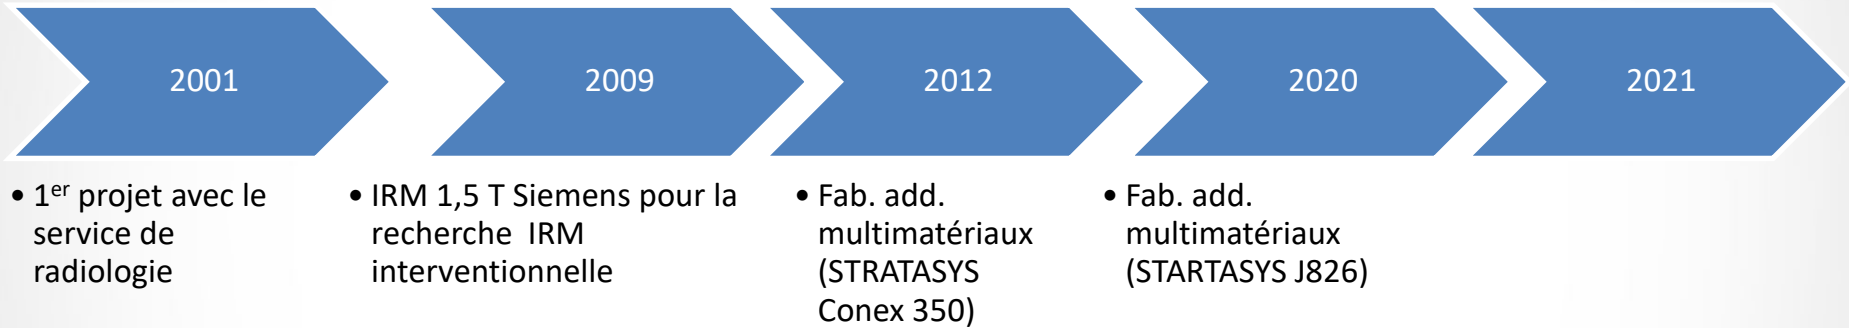 2001
2009
2012
2020
2021
• 1er projet avec le
service de
radiologie
• IRM 1,5 T Siemens pour la
recherche IRM
interventionnelle
• Fab. add.
multimatériaux
(STRATASYS
Conex 350)
• Fab. add.
multimatériaux
(STARTASYS J826)